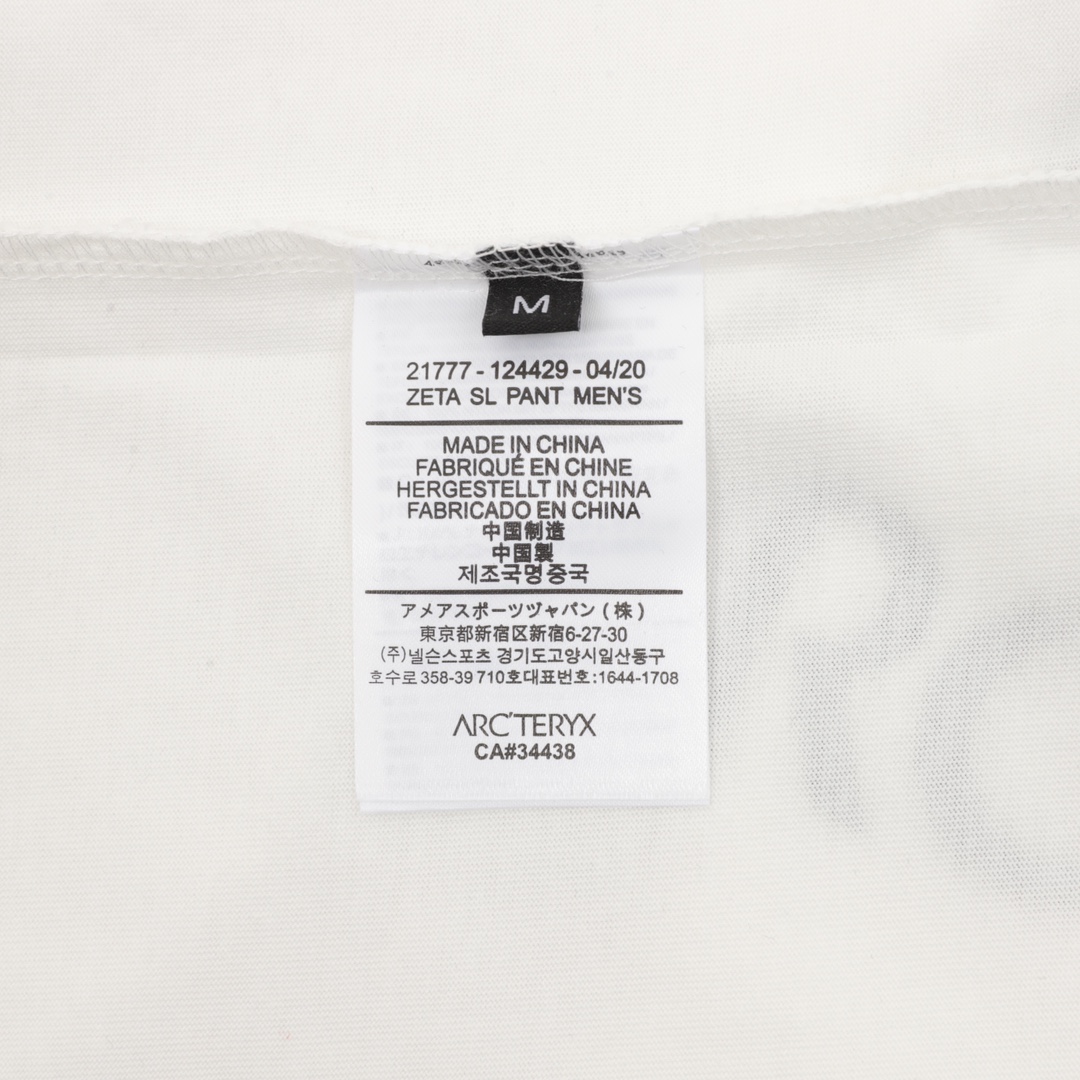 M
21777 - 124429 - 04/20
ZETA SL PANT MEN'S
MADE IN CHINA
FABRIQUÉ EN CHINE
HERGESTELLT IN CHINA
FABRICADO EN CHINA
中国制造
中国製
제조국명중국
アメアスポーツヅャパン ( 株 )
東京都新宿区新宿6-27-30
(주)넬슨스포츠 경기도고양시일산동구
호수로 358-39 710호대표번호:1644-1708
ARC'TERYX
CA#34438